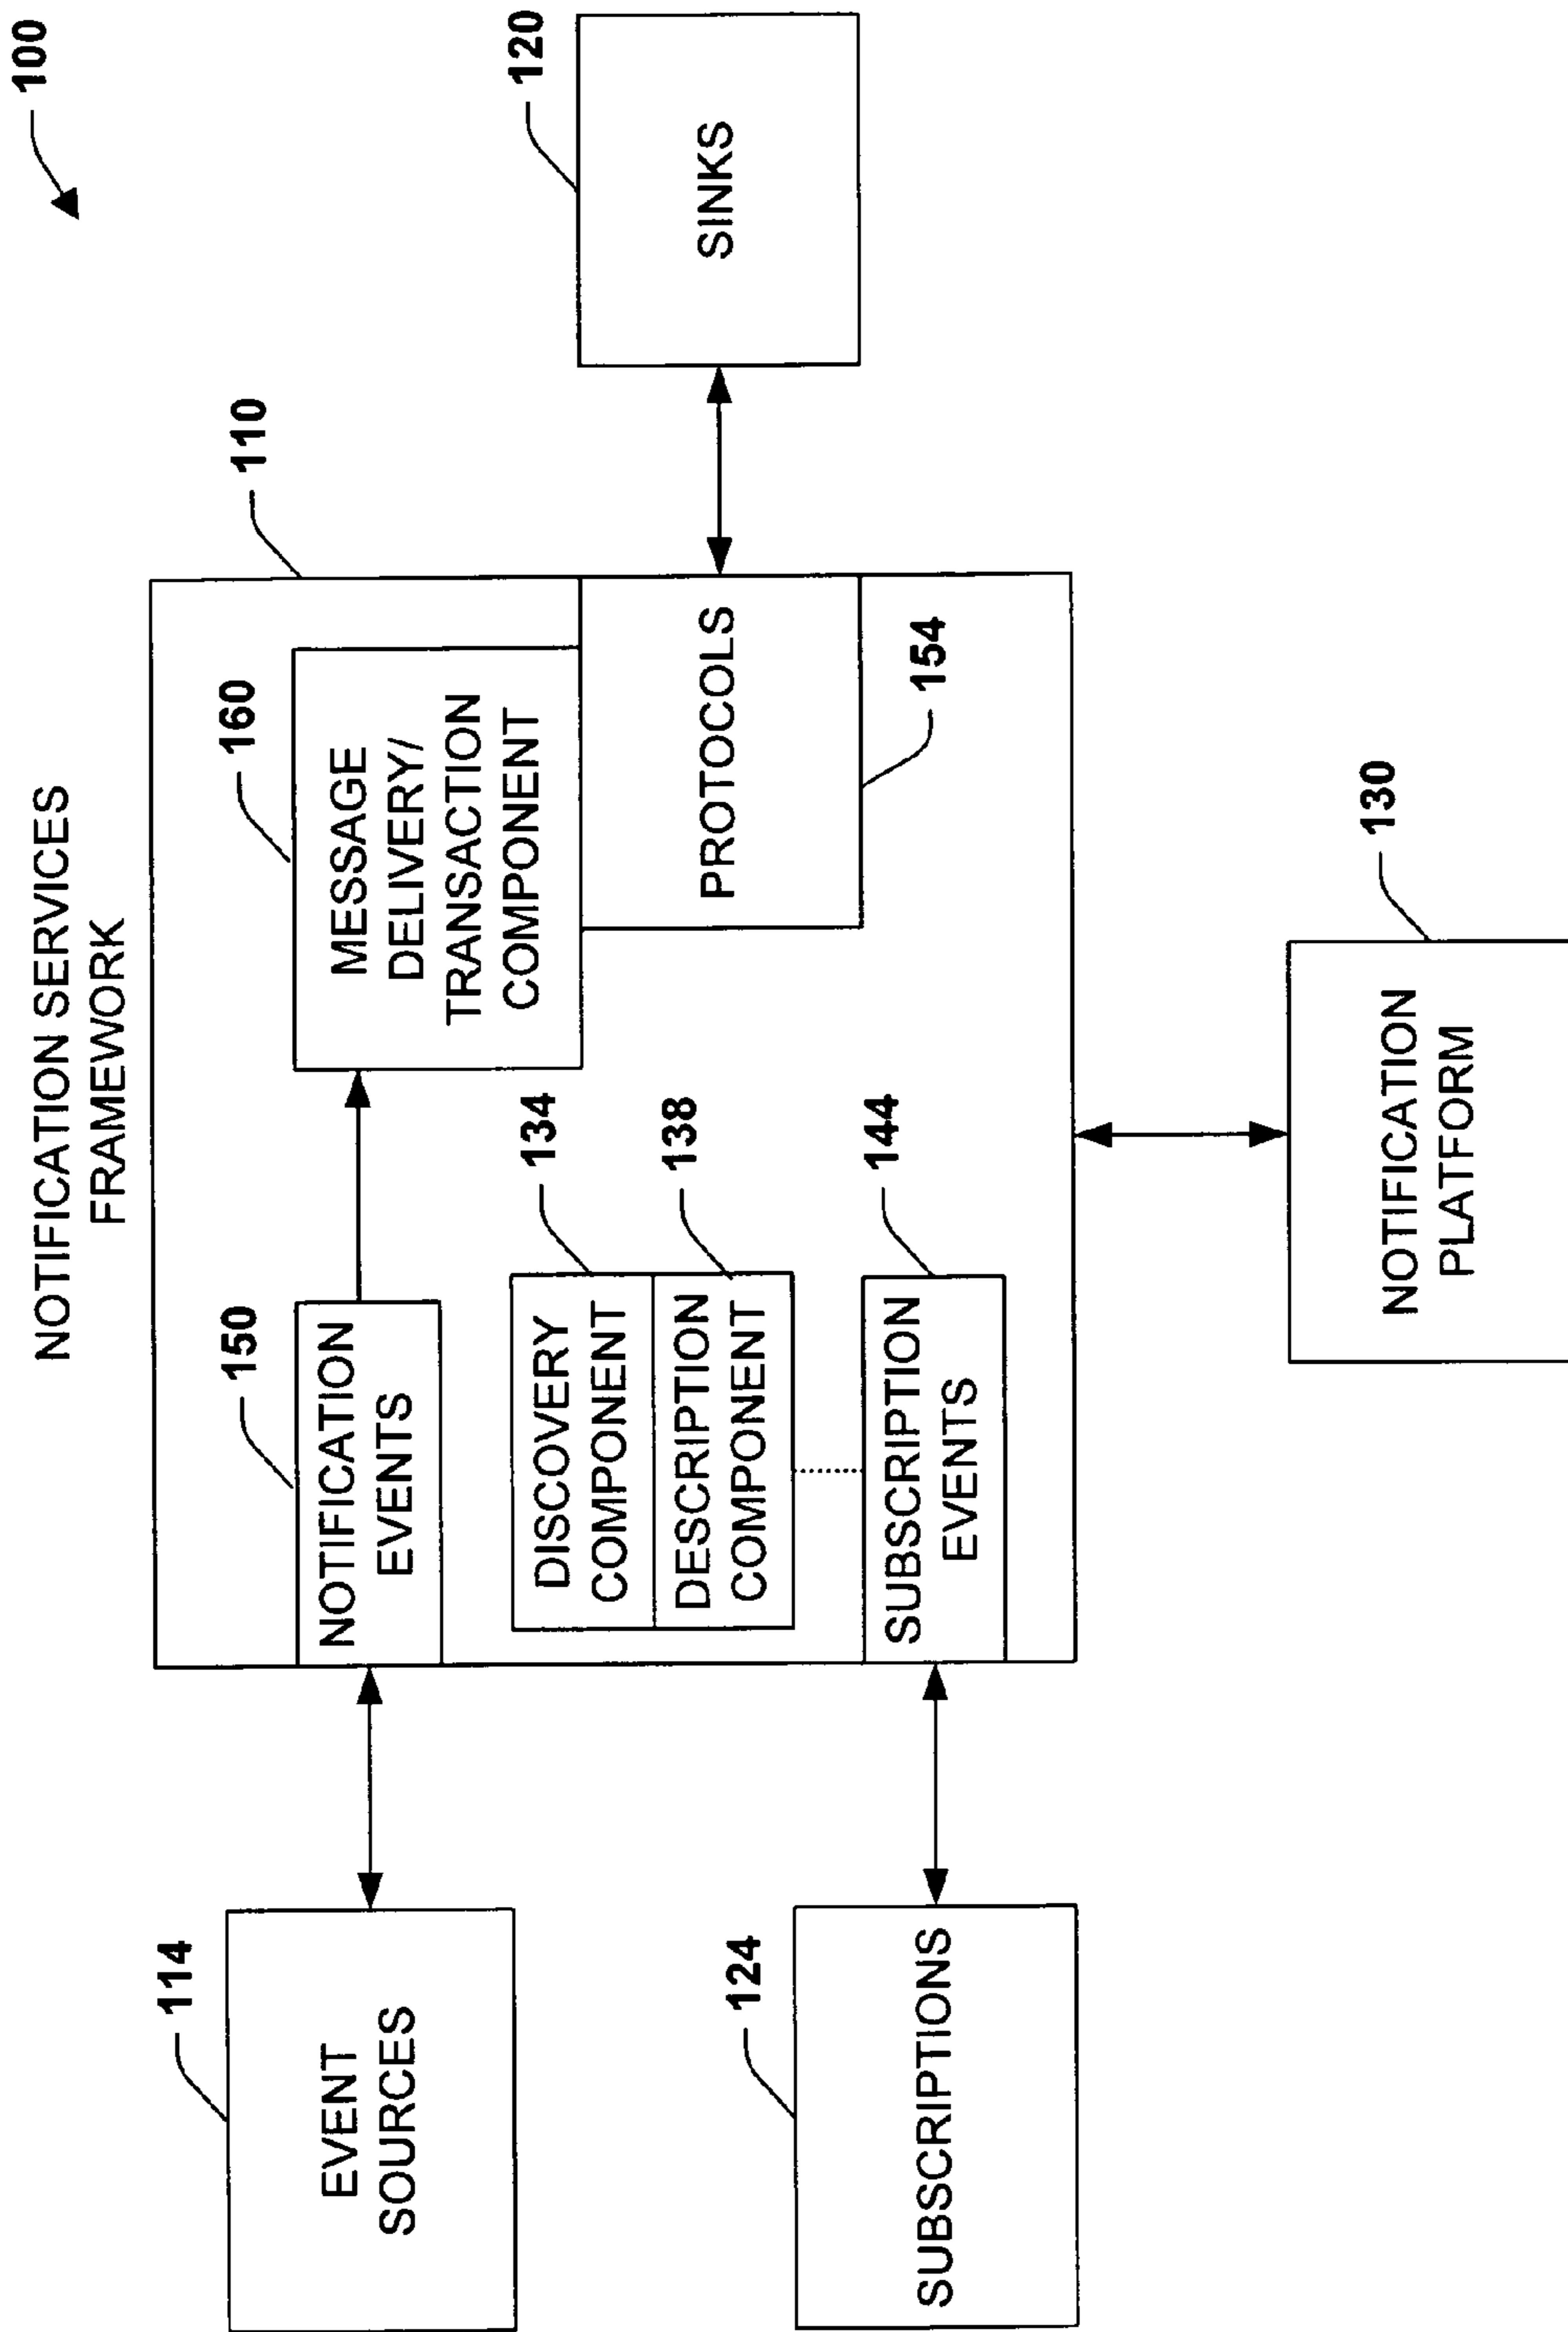 100
NOTIFICATION SERVICES
FRAMEWORK
110
114
EVENT
SOURCES
150
NOTIFICATION
EVENTS
160
MESSAGE
DELIVERY/
TRANSACTION
COMPONENT
120
SINKS
134
DISCOVERY
COMPONENT
138
DESCRIPTION
COMPONENT
PROTOCOLS
154
124
SUBSCRIPTIONS
144
SUBSCRIPTION
EVENTS
130
NOTIFICATION
PLATFORM